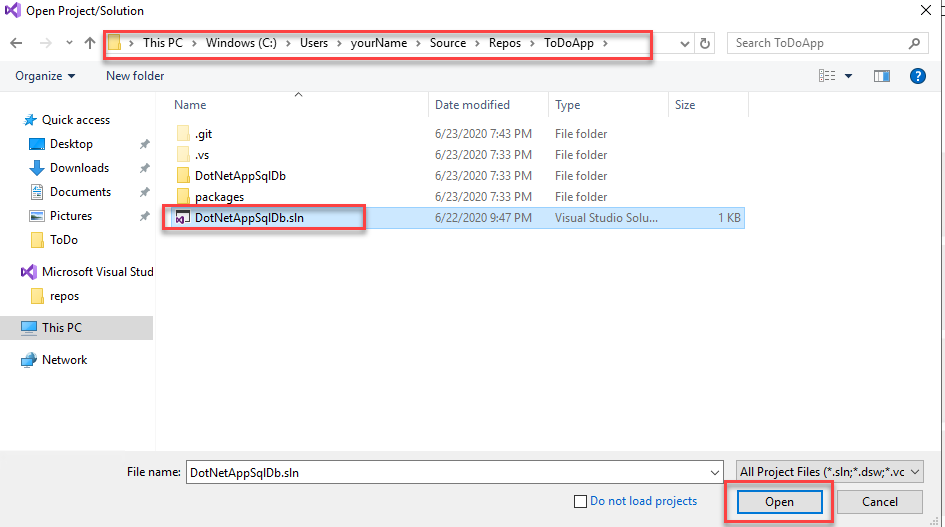 Open Project/Solution
This PC > Windows (C:) > Users > yourName > Source > Repos > ToDoApp >
Search ToDoApp
Organize
New folder
Name Date modified Type Size
Quick access
Desktop
Downloads
Documents
Pictures
ToDo
Microsoft Visual Stud
repos
This PC
Network
.git 6/23/2020 7:43 PM File folder
.vs 6/23/2020 7:33 PM File folder
DotNetAppSqlDb 6/23/2020 7:33 PM File folder
packages 6/23/2020 7:33 PM File folder
DotNetAppSqlDb.sln 6/22/2020 9:47 PM Visual Studio Solu... 1 KB
File name: DotNetAppSqlDb.sln
All Project Files (*.sln;*.dsw;*.vc
Do not load projects
Open
Cancel